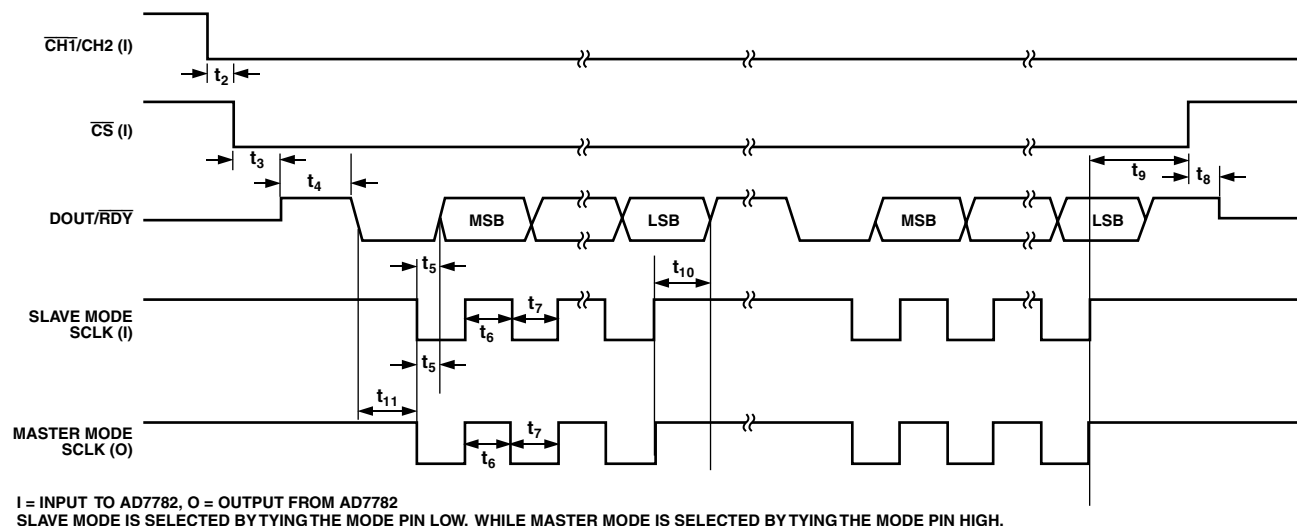 CH1/CH2 (I)
t2
CS (I)
t3
t4
t9
t8
DOUT/RDY
MSB
LSB
MSB
LSB
t5
t10
SLAVE MODE
SCLK (I)
t6
t7
t5
t11
MASTER MODE
SCLK (O)
t6
t7
I = INPUT TO AD7782, O = OUTPUT FROM AD7782
SLAVE MODE IS SELECTED BY TYING THE MODE PIN LOW, WHILE MASTER MODE IS SELECTED BY TYING THE MODE PIN HIGH.